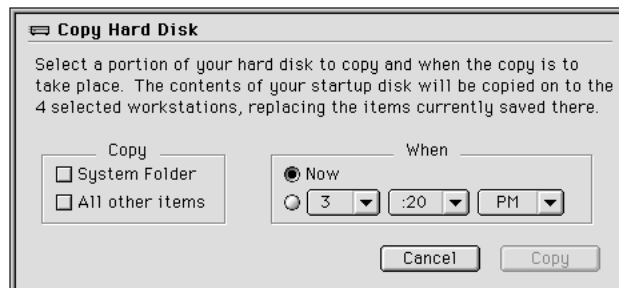 Copy Hard Disk
Select a portion of your hard disk to copy and when the copy is to
take place. The contents of your startup disk will be copied on to the
4 selected workstations, replacing the items currently saved there.
Copy
System Folder
All other items
When
Now
3 :20 PM
Cancel Copy